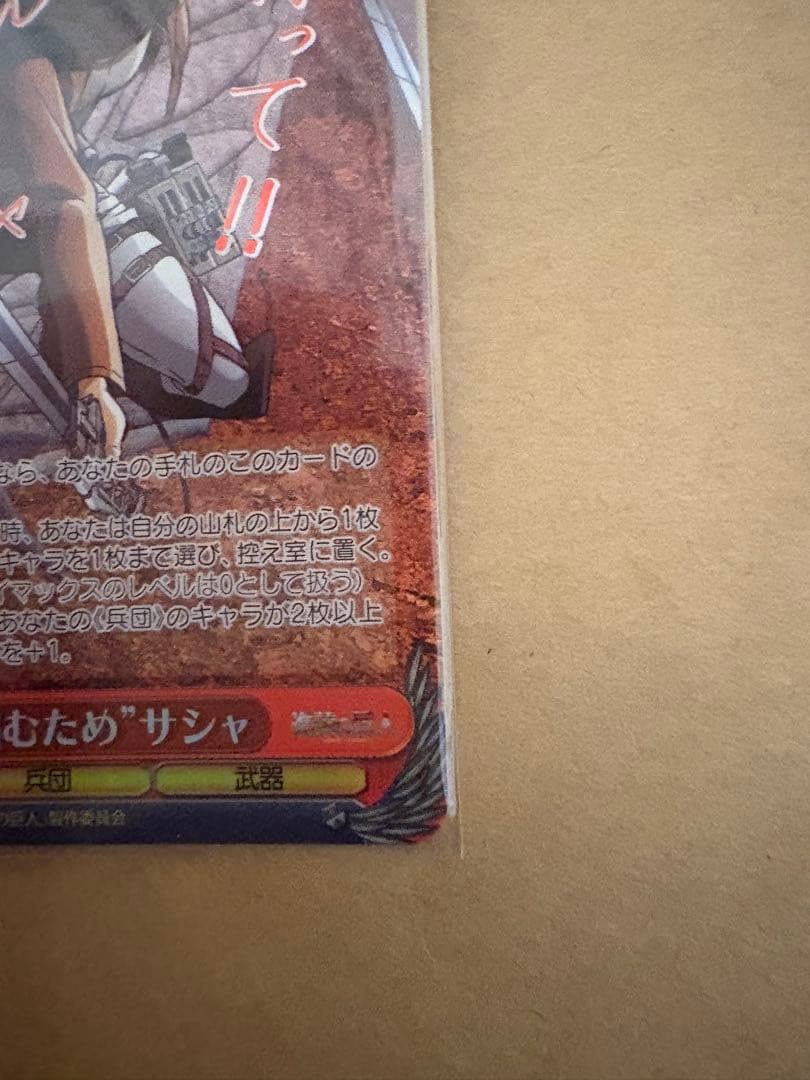 って!!
なら、あなたの手札のこのカードの
時、あなたは自分の山札の上から1枚
キャラを1枚まで選び、控え室に置く。
イマックスのレベルは0として扱う）
あなたの《兵団》のキャラが2枚以上
を+1。
むため”サシャ
兵団 武器
の巨人」製作委員会